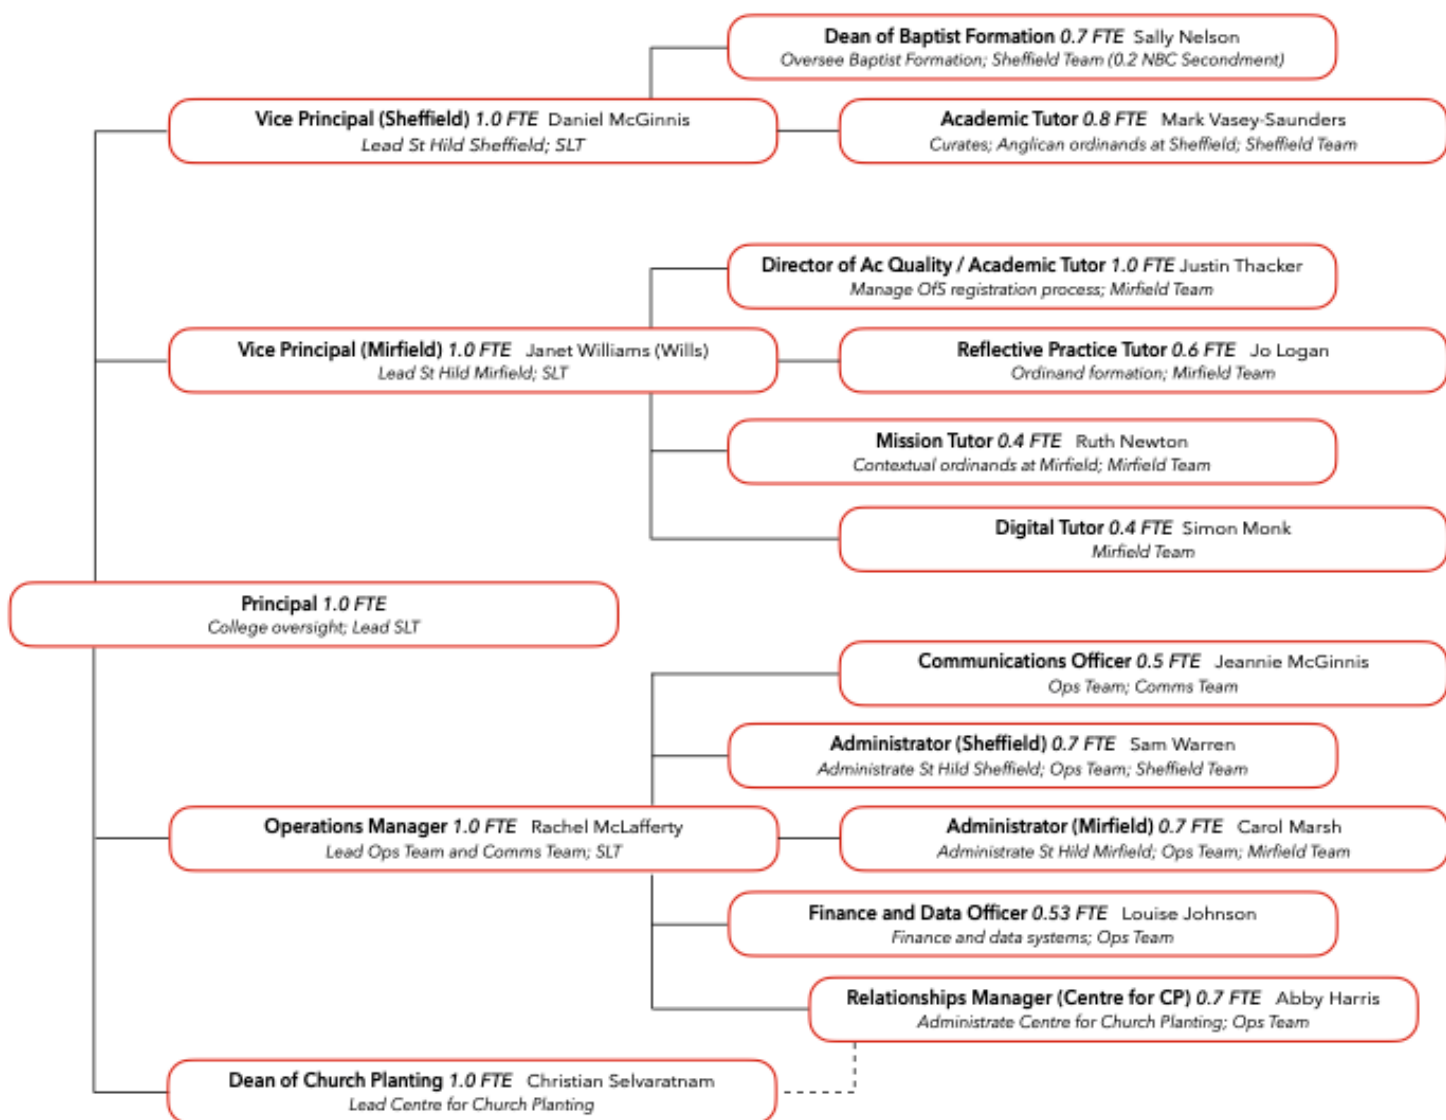 Dean of Baptist Formation 0.7 FTE Sally Nelson
Oversee Baptist Formation; Sheffield Team (0.2 NBC Secondment)
Vice Principal (Sheffield) 1.0 FTE Daniel McGinnis
Lead St Hild Sheffield; SLT
Academic Tutor 0.8 FTE Mark Vasey-Saunders
Curates; Anglican ordinands at Sheffield; Sheffield Team
Director of Ac Quality / Academic Tutor 1.0 FTE Justin Thacker
Manage OfS registration process; Mirfield Team
Vice Principal (Mirfield) 1.0 FTE Janet Williams (Wills)
Lead St Hild Mirfield; SLT
Reflective Practice Tutor 0.6 FTE Jo Logan
Ordinand formation; Mirfield Team
Mission Tutor 0.4 FTE Ruth Newton
Contextual ordinands at Mirfield; Mirfield Team
Digital Tutor 0.4 FTE Simon Monk
Mirfield Team
Principal 1.0 FTE
College oversight; Lead SLT
Communications Officer 0.5 FTE Jeannie McGinnis
Ops Team; Comms Team
Administrator (Sheffield) 0.7 FTE Sam Warren
Administrate St Hild Sheffield; Ops Team; Sheffield Team
Operations Manager 1.0 FTE Rachel McLafferty
Lead Ops Team and Comms Team; SLT
Administrator (Mirfield) 0.7 FTE Carol Marsh
Administrate St Hild Mirfield; Ops Team; Mirfield Team
Finance and Data Officer 0.53 FTE Louise Johnson
Finance and data systems; Ops Team
Relationships Manager (Centre for CP) 0.7 FTE Abby Harris
Administrate Centre for Church Planting; Ops Team
Dean of Church Planting 1.0 FTE Christian Selvaratnam
Lead Centre for Church Planting